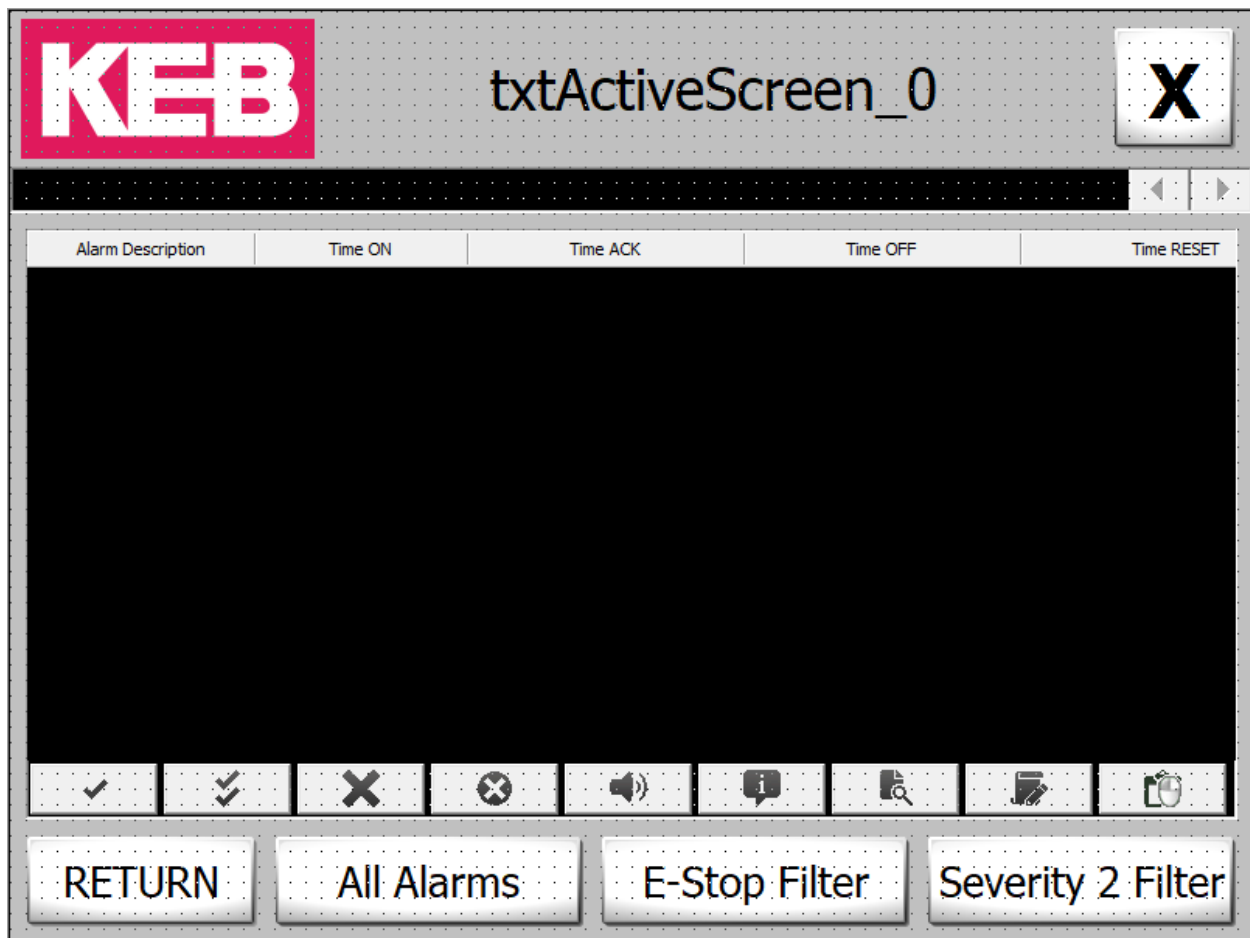 KEB
txtActiveScreen_0
X
Alarm Description Time ON Time ACK Time OFF Time RESET
RETURN All Alarms E-Stop Filter Severity 2 Filter